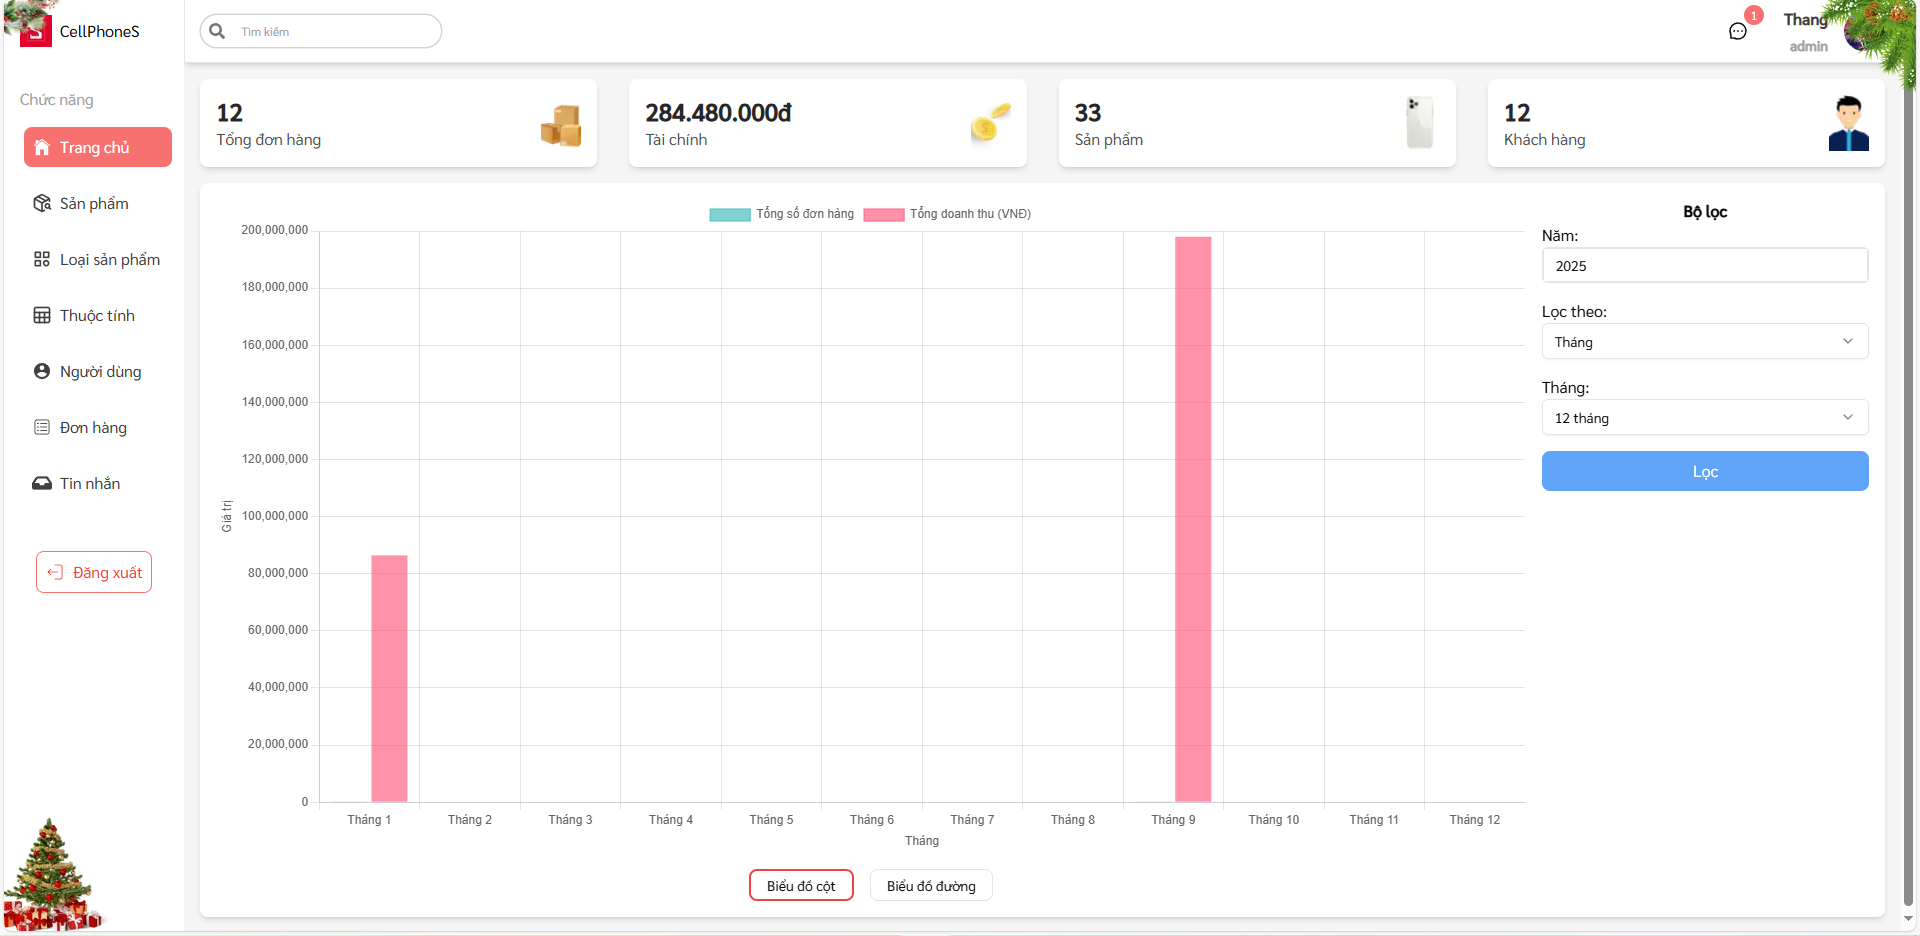 CellPhoneS
Tìm kiếm
1
Thang
admin
Chức năng
Trang chủ
Sản phẩm
Loại sản phẩm
Thuộc tính
Người dùng
Đơn hàng
Tin nhắn
Đăng xuất
12
Tổng đơn hàng
284.480.000đ
Tài chính
33
Sản phẩm
12
Khách hàng
Tổng số đơn hàng
Tổng doanh thu (VNĐ)
200,000,000
180,000,000
160,000,000
140,000,000
120,000,000
100,000,000
80,000,000
60,000,000
40,000,000
20,000,000
0
Giá trị
Tháng 1
Tháng 2
Tháng 3
Tháng 4
Tháng 5
Tháng 6
Tháng 7
Tháng 8
Tháng 9
Tháng 10
Tháng 11
Tháng 12
Tháng
Biểu đồ cột
Biểu đồ đường
Bộ lọc
Năm:
2025
Lọc theo:
Tháng
Tháng:
12 tháng
Lọc